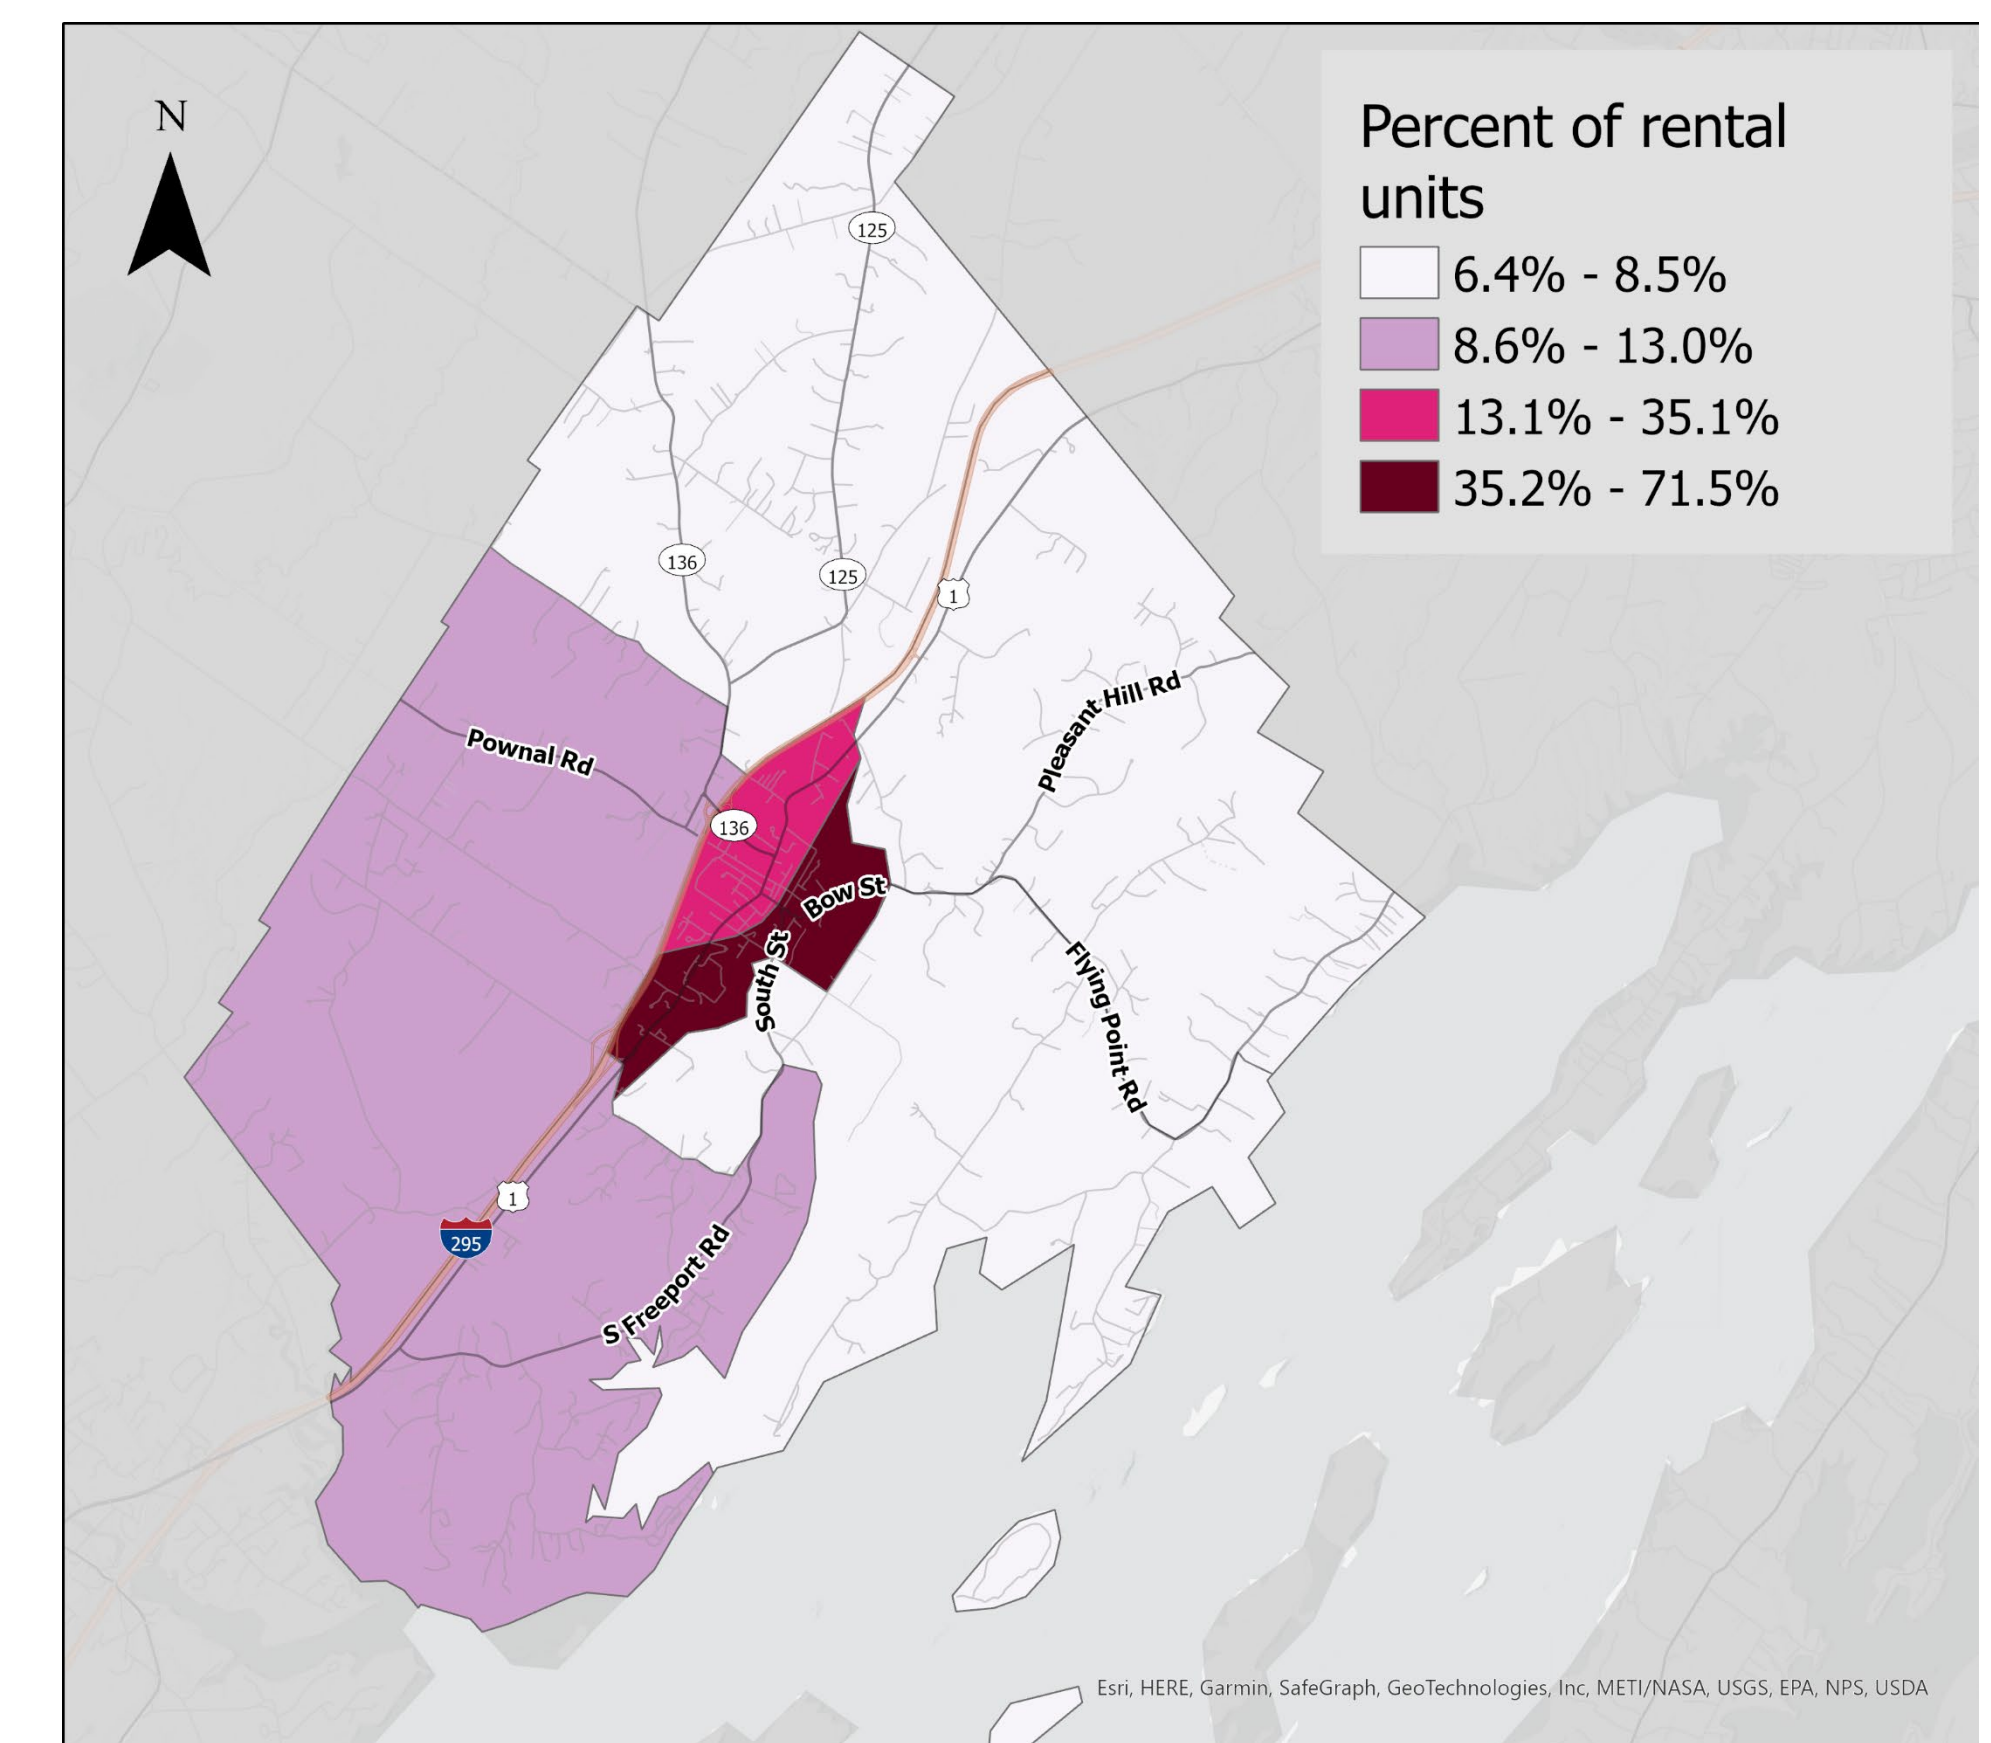 N
Percent of rental
units
6.4% - 8.5%
8.6% - 13.0%
13.1% - 35.1%
35.2% - 71.5%
125
136
125
1
Pleasant Hill Rd
Pownal Rd
136
Bow St
South St
Flying Point Rd
1
295
S Freeport Rd
Esri, HERE, Garmin, SafeGraph, GeoTechnologies, Inc, METI/NASA, USGS, EPA, NPS, USDA